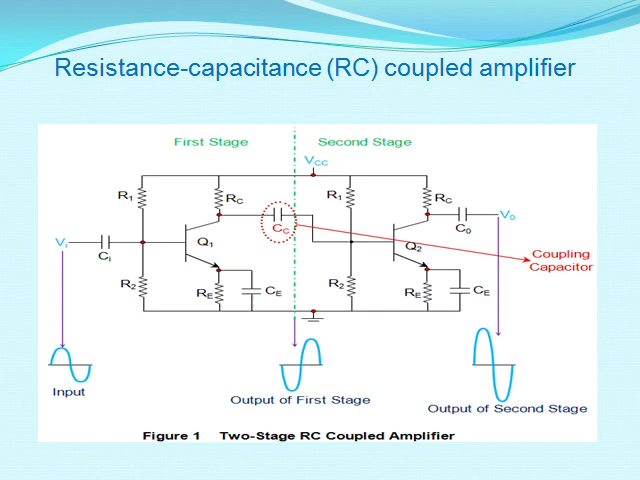 Resistance-capacitance (RC) coupled amplifier
First Stage
Second Stage
VCC
R1
RC
R1
RC
CC
Vi
Vo
Ci
Q1
Q2
Co
Coupling
Capacitor
R2
RE
CE
R2
RE
CE
Input
Output of First Stage
Output of Second Stage
Figure 1 Two-Stage RC Coupled Amplifier